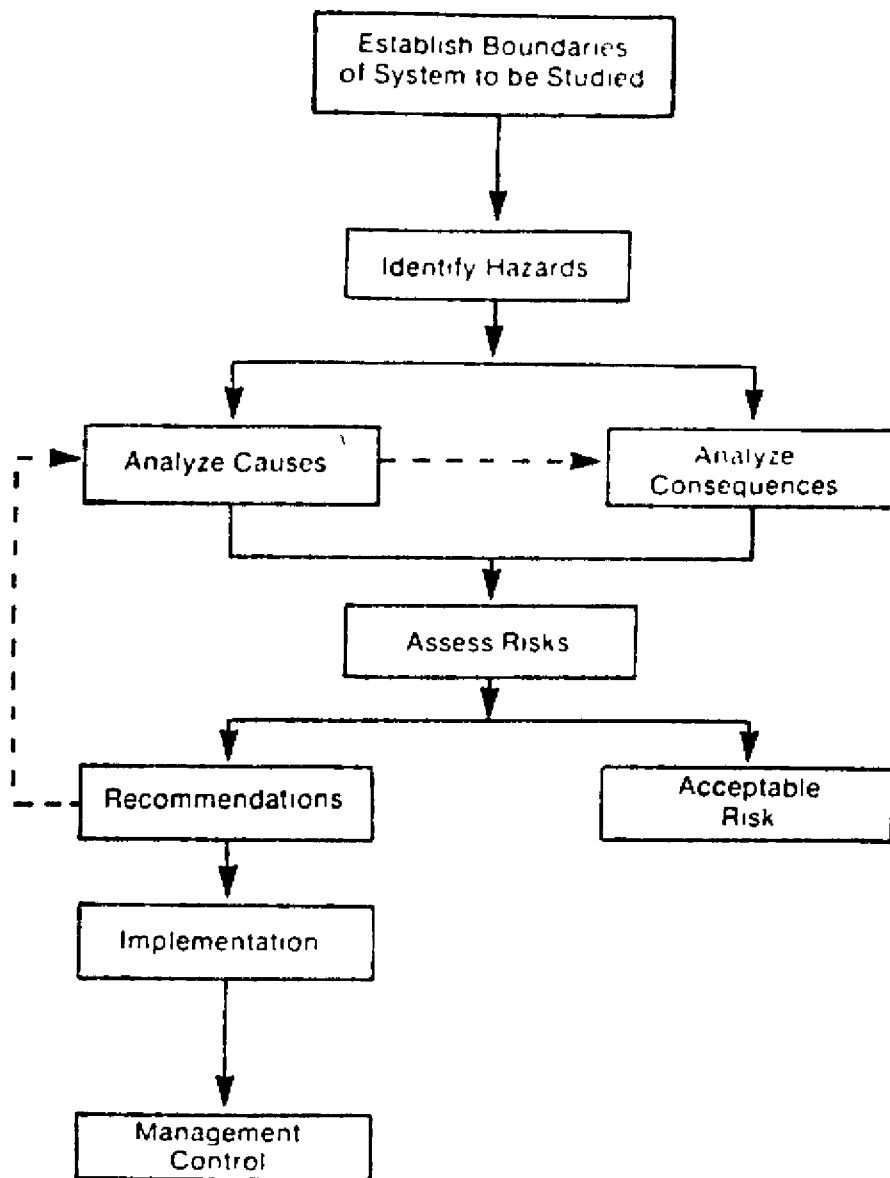 Establish Boundaries
of System to be Studied
Identify Hazards
Analyze Causes
Analyze
Consequences
Assess Risks
Recommendations
Acceptable
Risk
Implementation
Management
Control